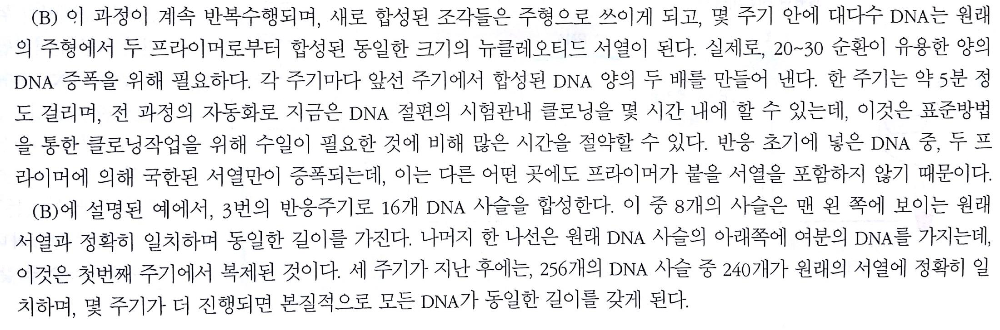 (B) 이 과정이 계속 반복수행되며, 새로 합성된 조각들은 주형으로 쓰이게 되고, 몇 주기 안에 대다수 DNA는 원래
의 주형에서 두 프라이머로부터 합성된 동일한 크기의 뉴클레오티드 서열이 된다. 실제로, 20~30 순환이 유용한 양의
DNA 증폭을 위해 필요하다. 각 주기마다 앞선 주기에서 합성된 DNA 양의 두 배를 만들어 낸다. 한 주기는 약 5분 정
도 걸리며, 전 과정의 자동화로 지금은 DNA 절편의 시험관내 클로닝을 몇 시간 내에 할 수 있는데, 이것은 표준방법
을 통한 클로닝작업을 위해 수일이 필요한 것에 비해 많은 시간을 절약할 수 있다. 반응 초기에 넣은 DNA 중, 두 프
라이머에 의해 국한된 서열만이 증폭되는데, 이는 다른 어떤 곳에도 프라이머가 붙을 서열을 포함하지 않기 때문이다.
(B)에 설명된 예에서, 3번의 반응주기로 16개 DNA 사슬을 합성한다. 이 중 8개의 사슬은 맨 왼 쪽에 보이는 원래
서열과 정확히 일치하며 동일한 길이를 가진다. 나머지 한 나선은 원래 DNA 사슬의 아래쪽에 여분의 DNA를 가지는데,
이것은 첫번째 주기에서 복제된 것이다. 세 주기가 지난 후에는, 256개의 DNA 사슬 중 240개가 원래의 서열에 정확히 일
치하며, 몇 주기가 더 진행되면 본질적으로 모든 DNA가 동일한 길이를 갖게 된다.